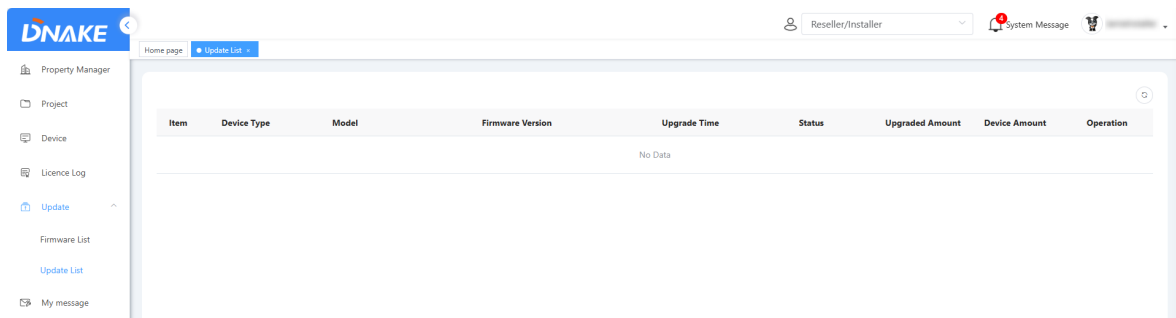 DNAKE
Reseller/Installer
4
System Message
Home page
Update List ×
Property Manager
Project
Device
Licence Log
Update
Firmware List
Update List
My message
Item Device Type Model Firmware Version Upgrade Time Status Upgraded Amount Device Amount Operation
No Data